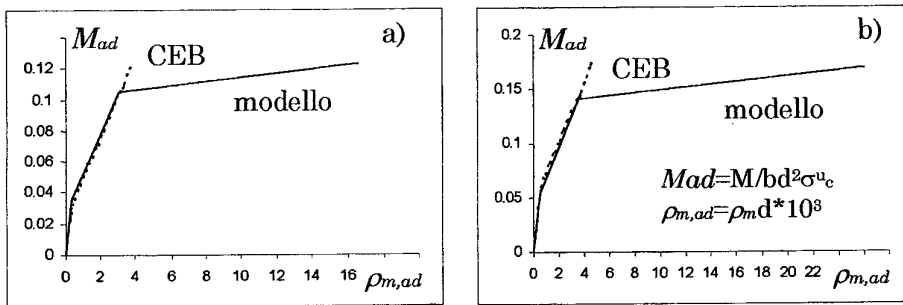 M_ad
a)
CEB
0.12
0.1
modello
0.08
0.06
0.04
0.02
0
0 2 4 6 8 10 12 14 16
ρ_m,ad
M_ad
b)
0.2
CEB
0.15
modello
0.1
Mad=M/bd²σᵘ_c
ρ_m,ad=ρ_m d*10³
0.05
0
0 2 4 6 8 10 12 14 16 18 20 22
ρ_m,ad